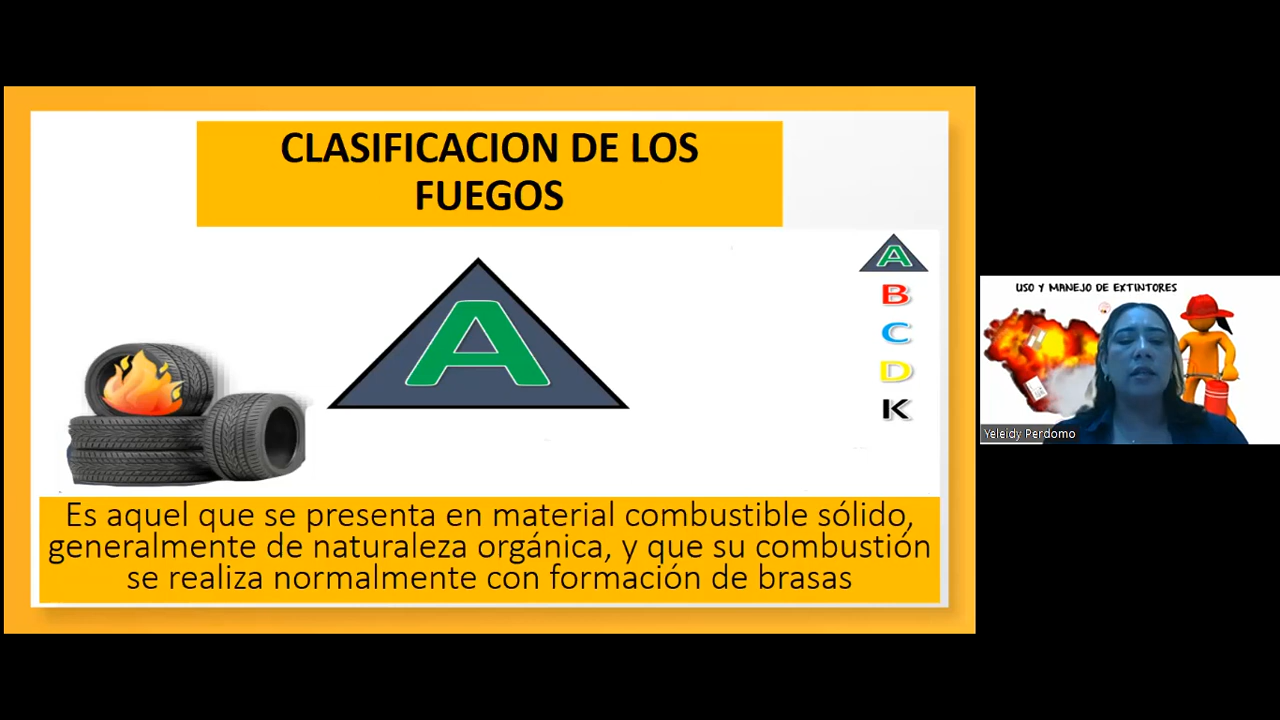 CLASIFICACION DE LOS
FUEGOS
A
A
B
C
D
K
Es aquel que se presenta en material combustible sólido,
generalmente de naturaleza orgánica, y que su combustión
se realiza normalmente con formación de brasas
USO Y MANEJO DE EXTINTORES
Yeleidy Perdomo